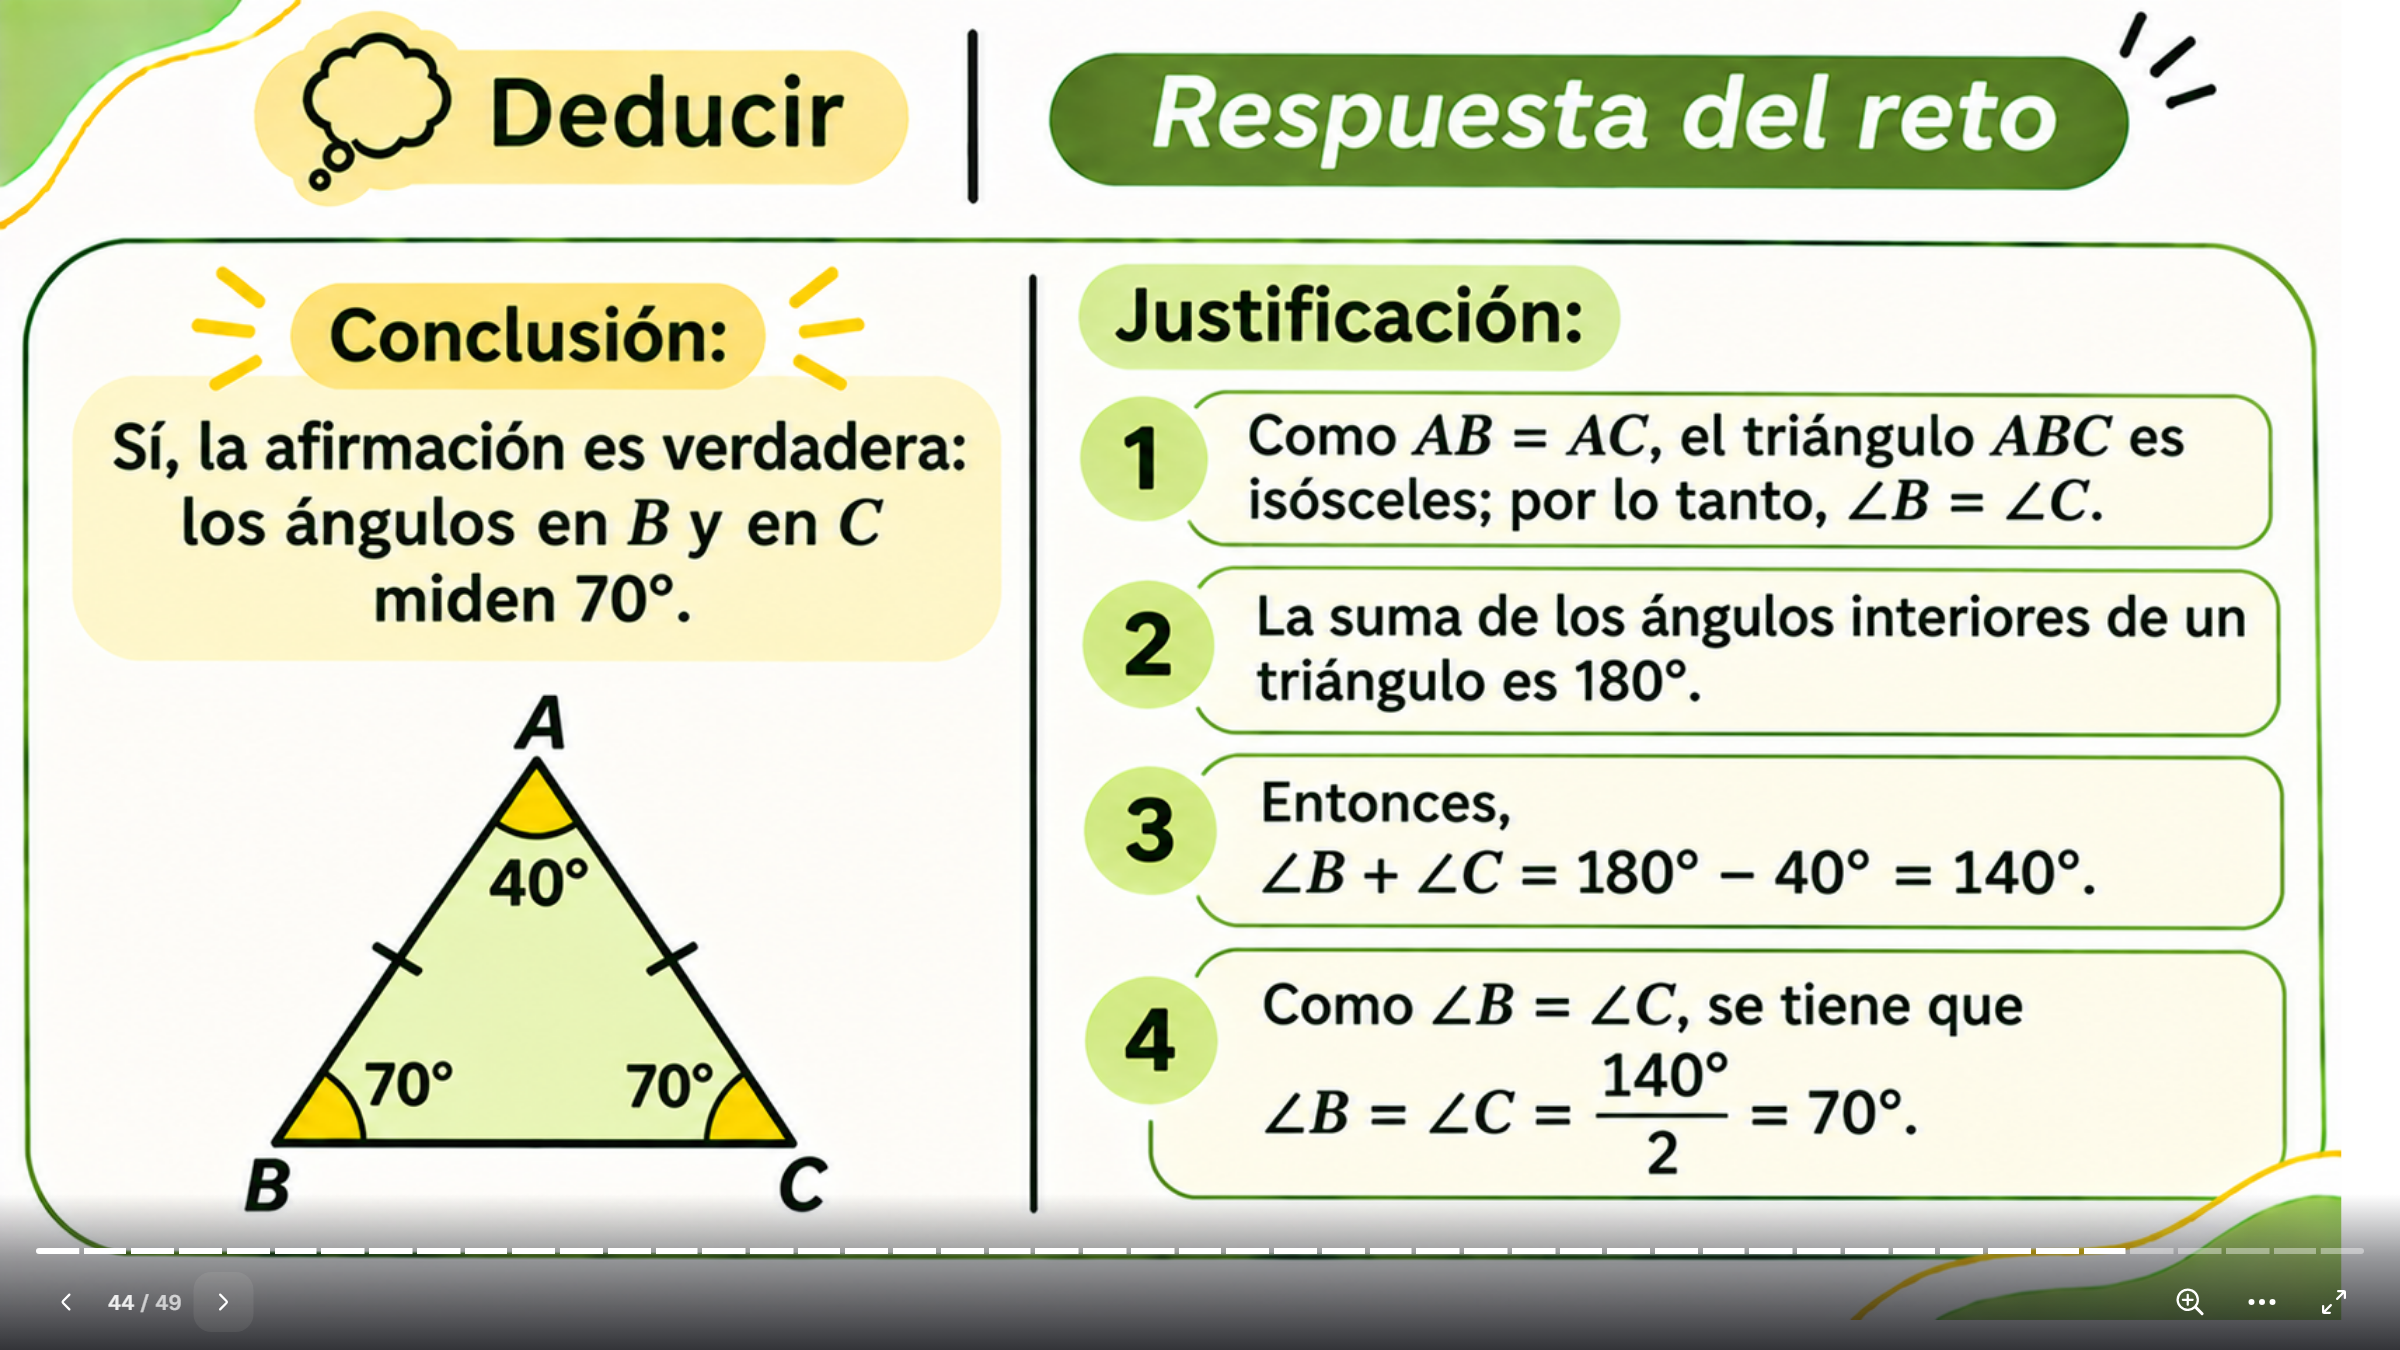 Deducir
Respuesta del reto
Conclusión:
Sí, la afirmación es verdadera:
los ángulos en B y en C
miden 70°.
A
40°
70°
70°
B
C
Justificación:
1
Como AB = AC, el triángulo ABC es
isósceles; por lo tanto, ∠B = ∠C.
2
La suma de los ángulos interiores de un
triángulo es 180°.
3
Entonces,
∠B + ∠C = 180° – 40° = 140°.
4
Como ∠B = ∠C, se tiene que
∠B = ∠C = 140°/2 = 70°.
44 / 49